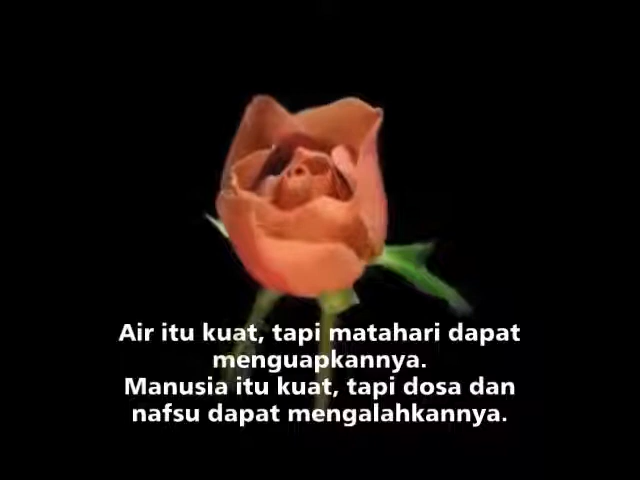 Air itu kuat, tapi matahari dapat
menguapkannya.
Manusia itu kuat, tapi dosa dan
nafsu dapat mengalahkannya.